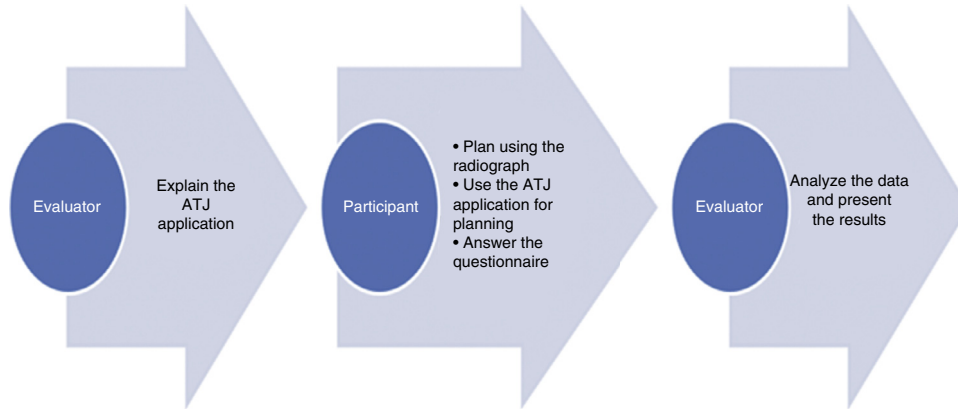 Evaluator
Explain the
ATJ
application
Participant
• Plan using the
radiograph
• Use the ATJ
application for
planning
• Answer the
questionnaire
Evaluator
Analyze the data
and present
the results